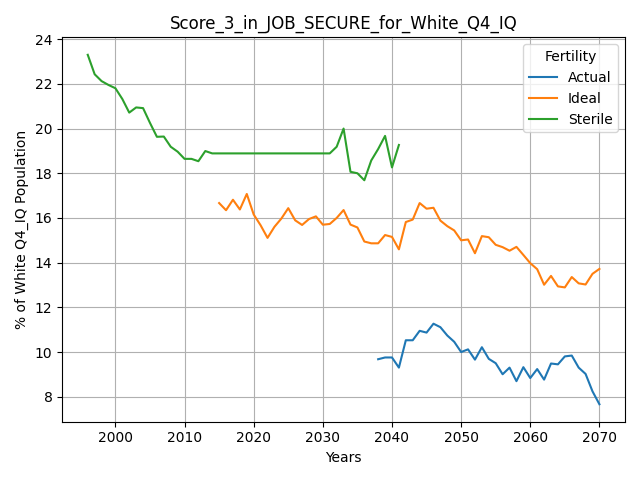 Score_3_in_JOB_SECURE_for_White_Q4_IQ
% of White Q4_IQ Population
24
22
20
18
16
14
12
10
8
Fertility
Actual
Ideal
Sterile
2000 2010 2020 2030 2040 2050 2060 2070
Years